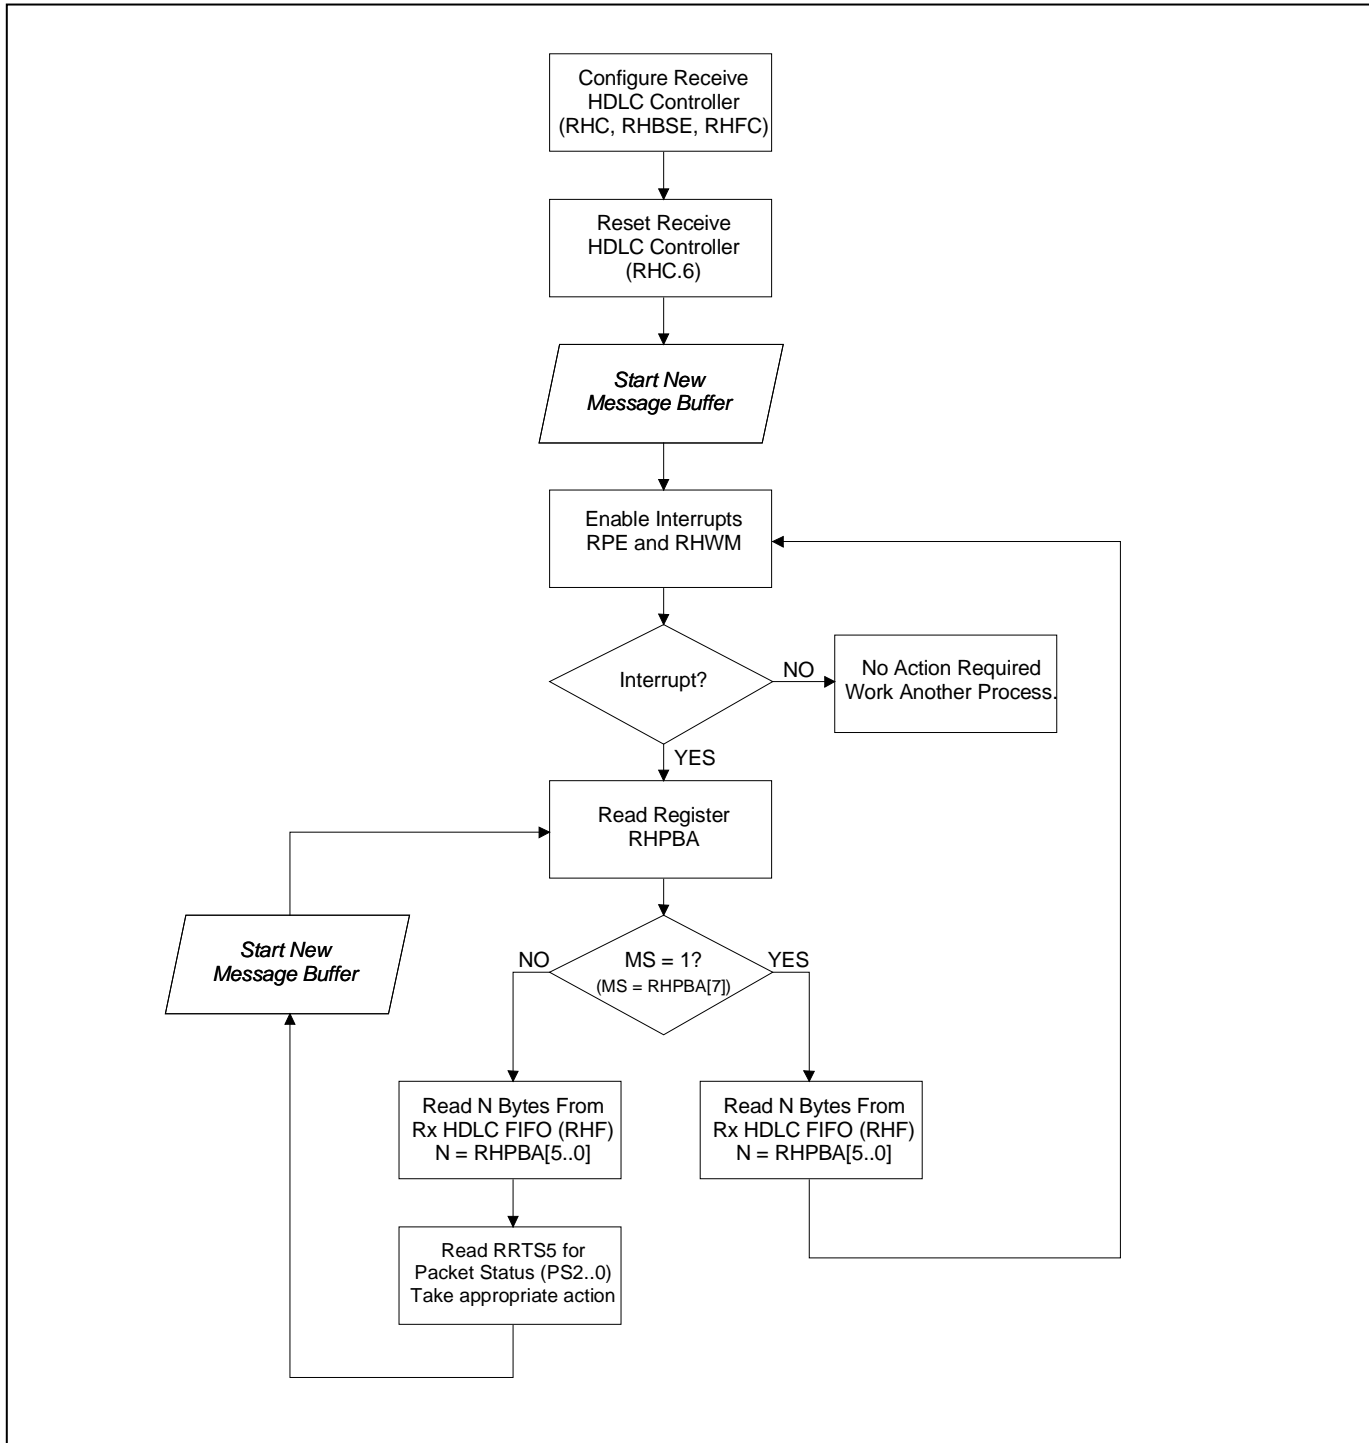 Configure Receive
HDLC Controller
(RHC, RHBSE, RHFC)
Reset Receive
HDLC Controller
(RHC.6)
Start New
Message Buffer
Enable Interrupts
RPE and RHWM
Interrupt?
NO
No Action Required
Work Another Process.
YES
Read Register
RHPBA
Start New
Message Buffer
NO
MS = 1?
(MS = RHPBA[7])
YES
Read N Bytes From
Rx HDLC FIFO (RHF)
N = RHPBA[5..0]
Read N Bytes From
Rx HDLC FIFO (RHF)
N = RHPBA[5..0]
Read RRTS5 for
Packet Status (PS2..0)
Take appropriate action